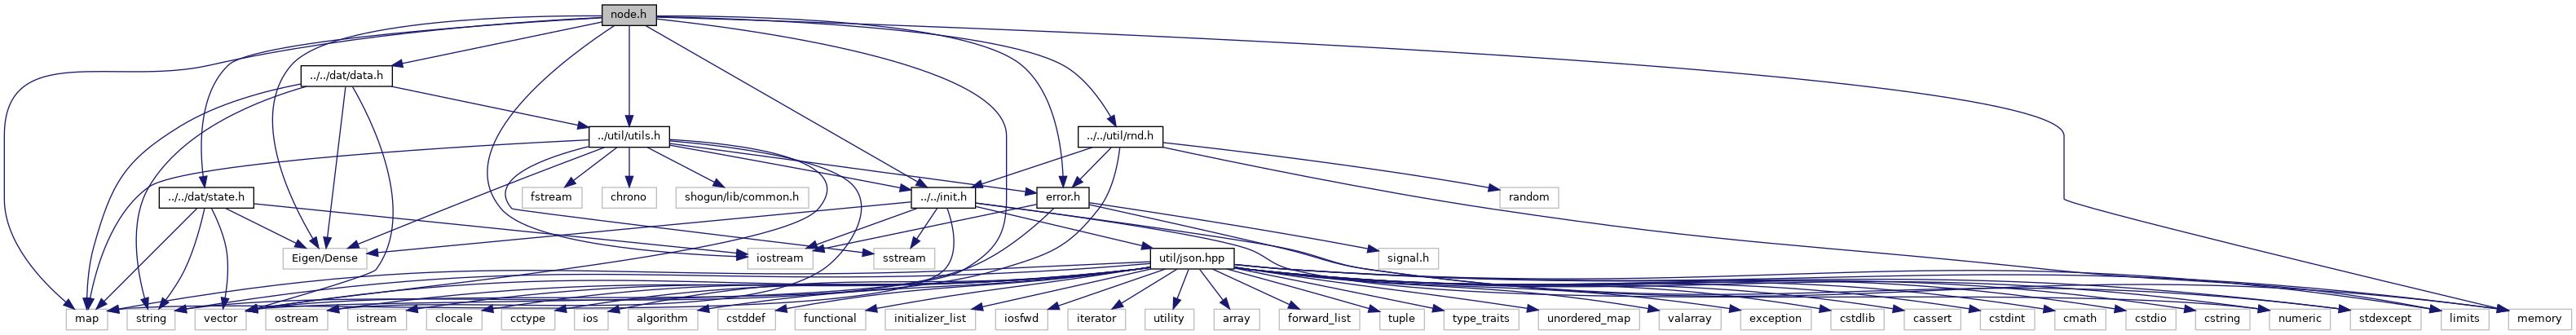 node.h
../../dat/data.h
../util/utils.h
../../util/rnd.h
../../dat/state.h
fstream
chrono
shogun/lib/common.h
../../init.h
error.h
random
Eigen/Dense
iostream
sstream
util/json.hpp
signal.h
map
string
vector
ostream
istream
clocale
cctype
ios
algorithm
cstddef
functional
initializer_list
iosfwd
iterator
utility
array
forward_list
tuple
type_traits
unordered_map
valarray
exception
cstdlib
cassert
cstdint
cmath
cstdio
cstring
numeric
stdexcept
limits
memory